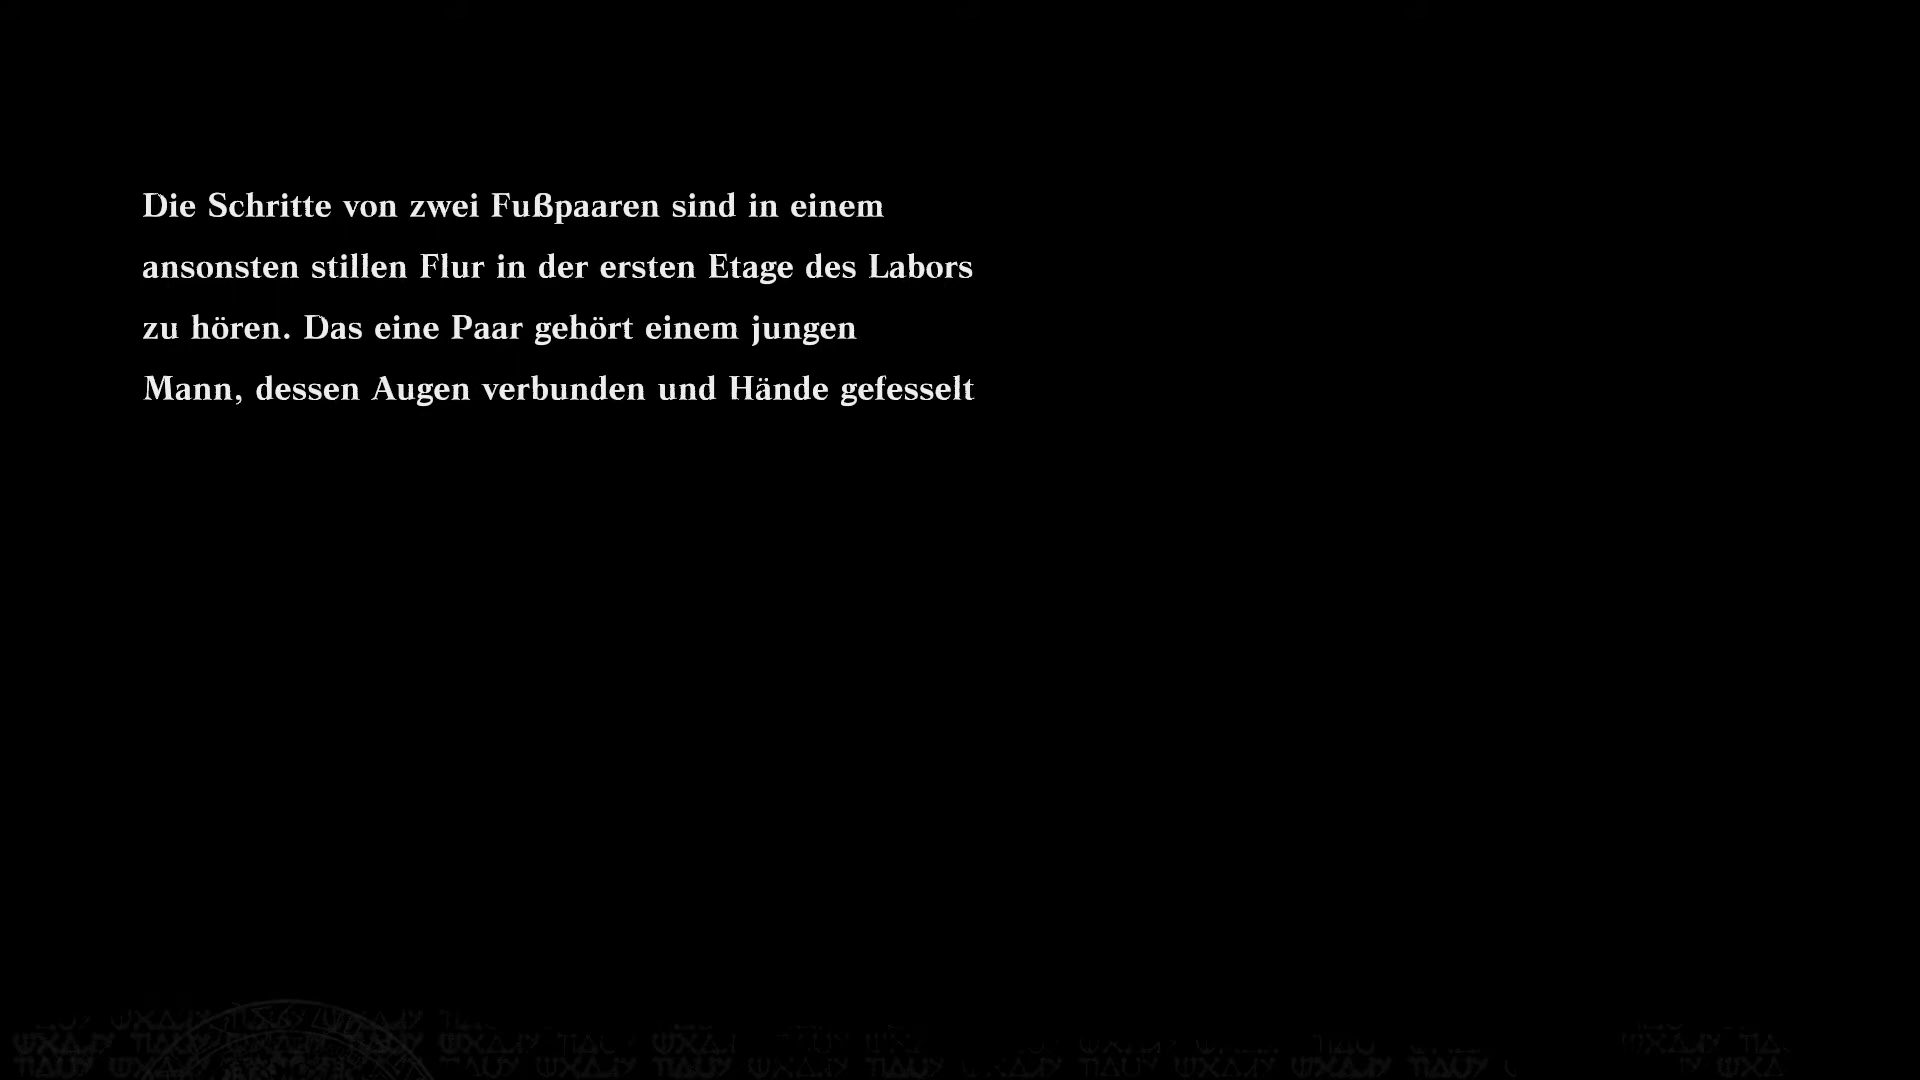 Die Schritte von zwei Fußpaaren sind in einem
ansonsten stillen Flur in der ersten Etage des Labors
zu hören. Das eine Paar gehört einem jungen
Mann, dessen Augen verbunden und Hände gefesselt